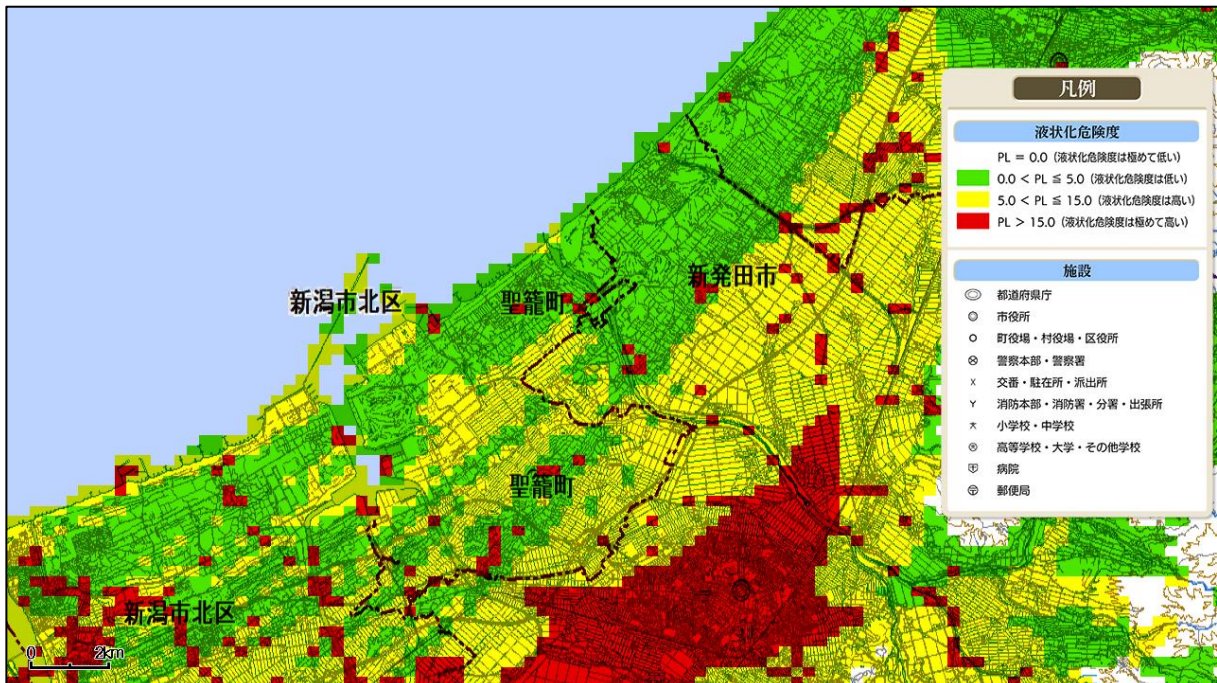 凡例
液状化危険度
PL = 0.0 (液状化危険度は極めて低い)
0.0 < PL ≦ 5.0 (液状化危険度は低い)
5.0 < PL ≦ 15.0 (液状化危険度は高い)
PL > 15.0 (液状化危険度は極めて高い)
施設
都道府県庁
市役所
町役場・村役場・区役所
警察本部・警察署
交番・駐在所・派出所
消防本部・消防署・分署・出張所
小学校・中学校
高等学校・大学・その他学校
病院
郵便局
新発田市
新潟市北区
聖籠町
聖籠町
新潟市北区
0 2km